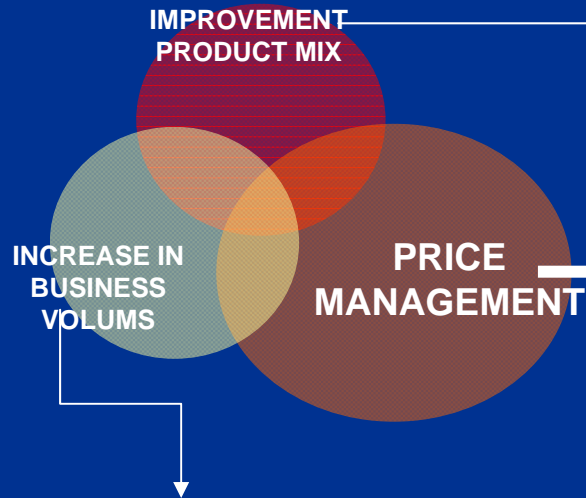 IMPROVEMENT
PRODUCT MIX
INCREASE IN
BUSINESS
VOLUMS
PRICE
MANAGEMENT